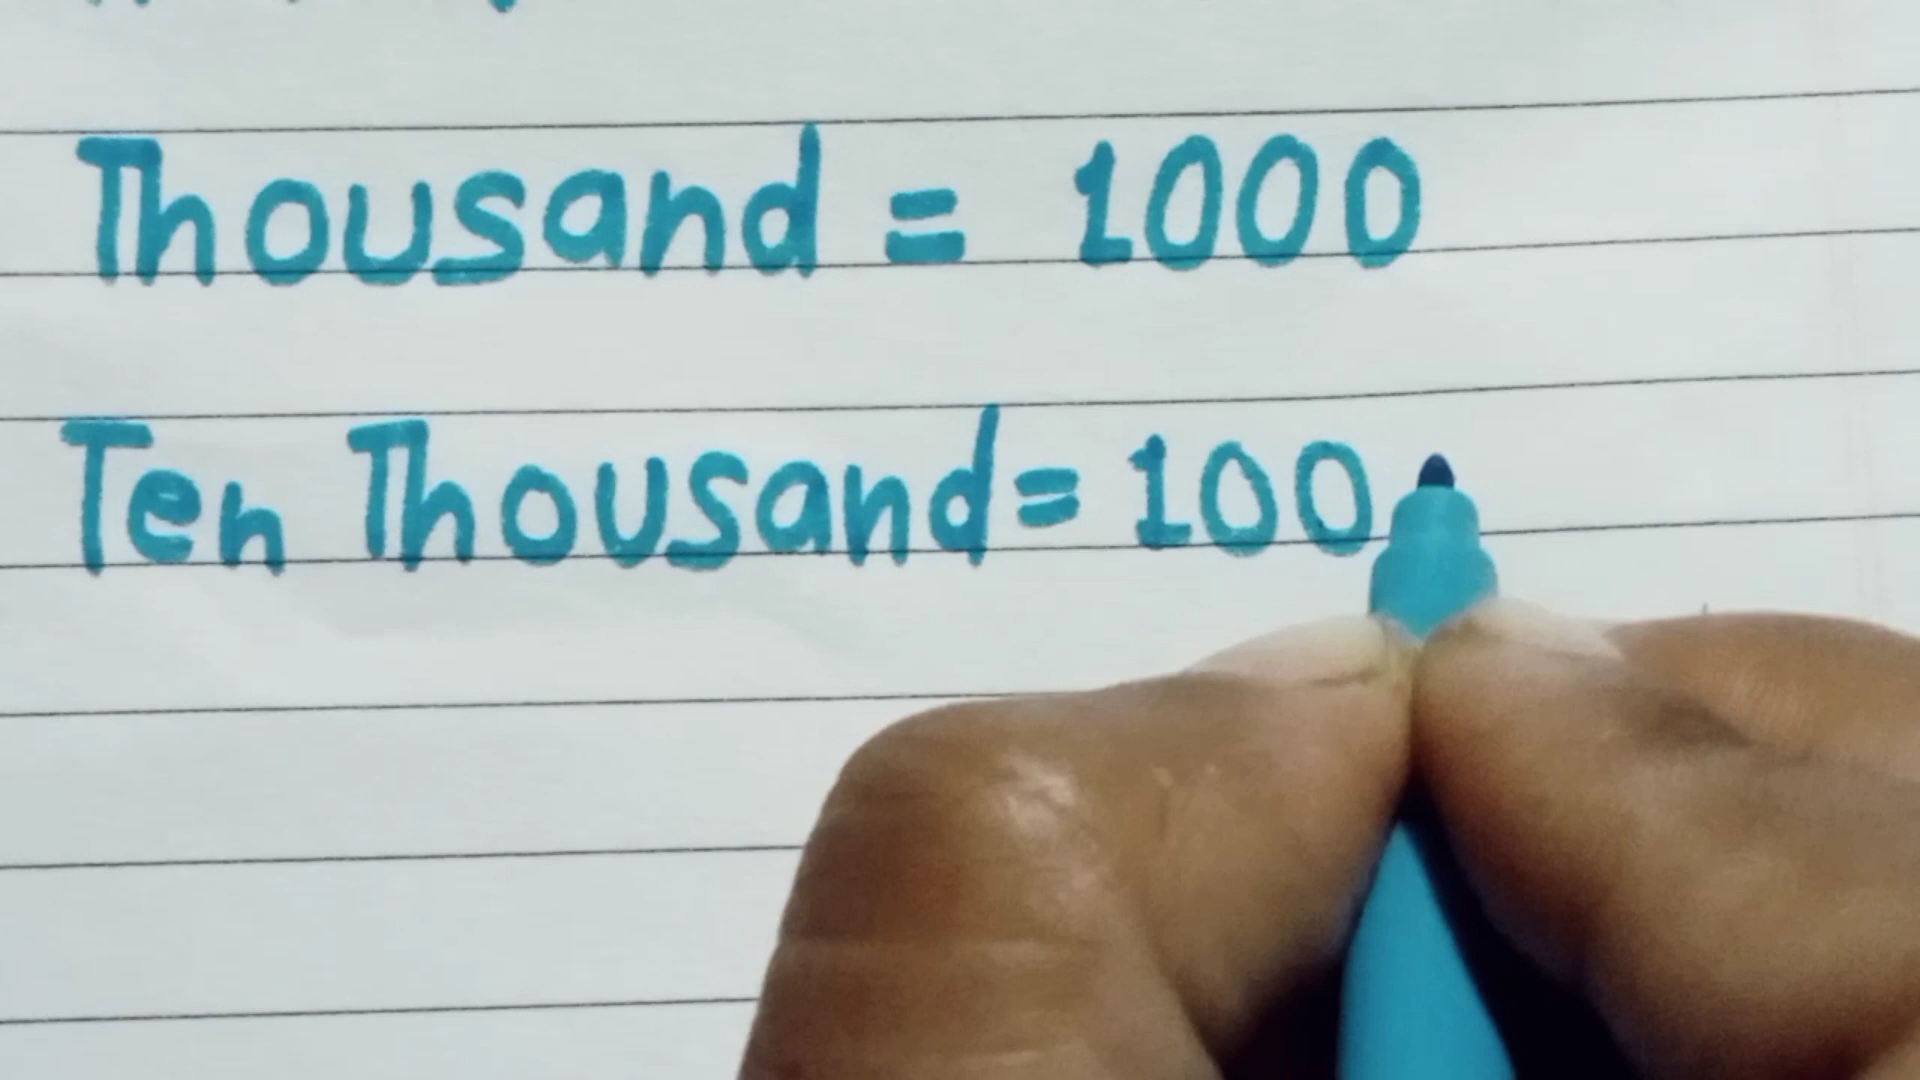 Thousand = 1000
Ten Thousand = 100